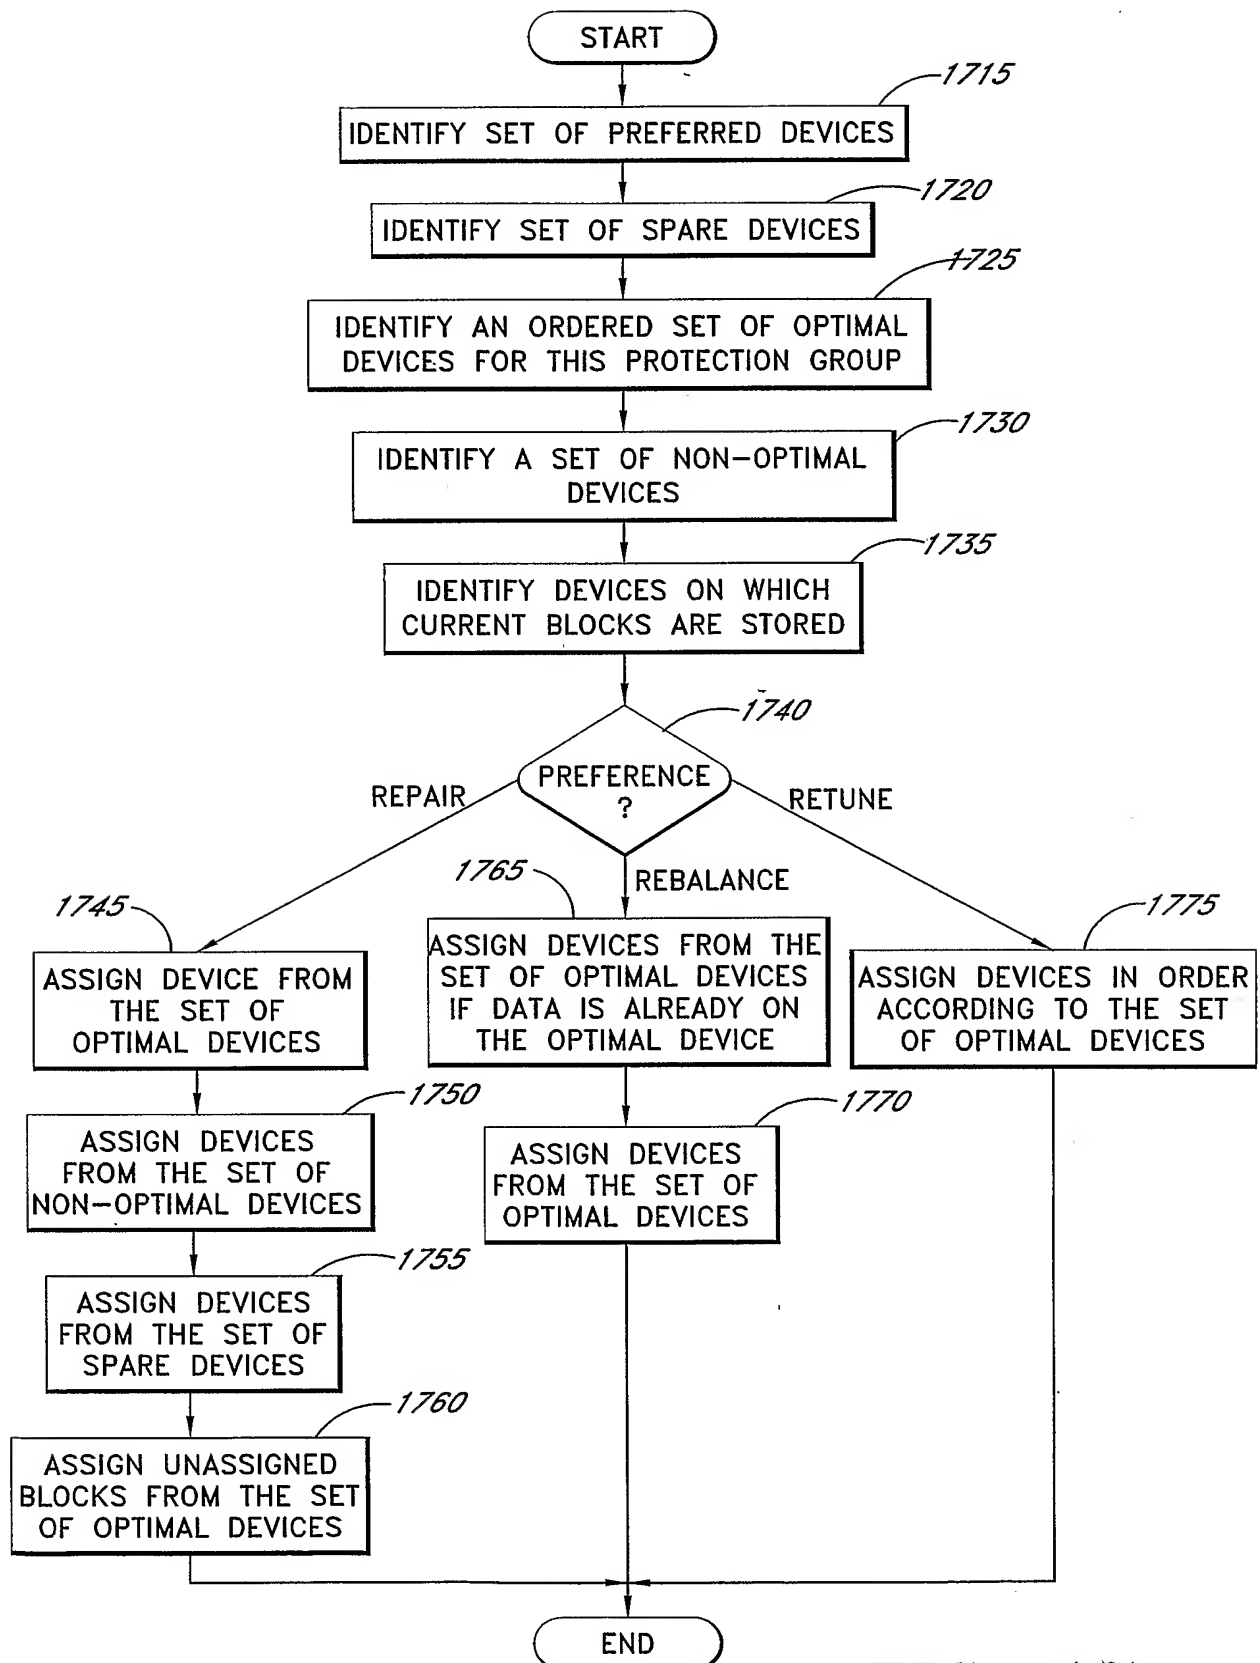 START
1715
IDENTIFY SET OF PREFERRED DEVICES
1720
IDENTIFY SET OF SPARE DEVICES
1725
IDENTIFY AN ORDERED SET OF OPTIMAL
DEVICES FOR THIS PROTECTION GROUP
1730
IDENTIFY A SET OF NON-OPTIMAL
DEVICES
1735
IDENTIFY DEVICES ON WHICH
CURRENT BLOCKS ARE STORED
1740
PREFERENCE
?
REPAIR
REBALANCE
RETUNE
1745
ASSIGN DEVICE FROM
THE SET OF
OPTIMAL DEVICES
1750
ASSIGN DEVICES
FROM THE SET OF
NON-OPTIMAL DEVICES
1755
ASSIGN DEVICES
FROM THE SET OF
SPARE DEVICES
1760
ASSIGN UNASSIGNED
BLOCKS FROM THE SET
OF OPTIMAL DEVICES
1765
ASSIGN DEVICES FROM THE
SET OF OPTIMAL DEVICES
IF DATA IS ALREADY ON
THE OPTIMAL DEVICE
1770
ASSIGN DEVICES
FROM THE SET OF
OPTIMAL DEVICES
1775
ASSIGN DEVICES IN ORDER
ACCORDING TO THE SET
OF OPTIMAL DEVICES
END